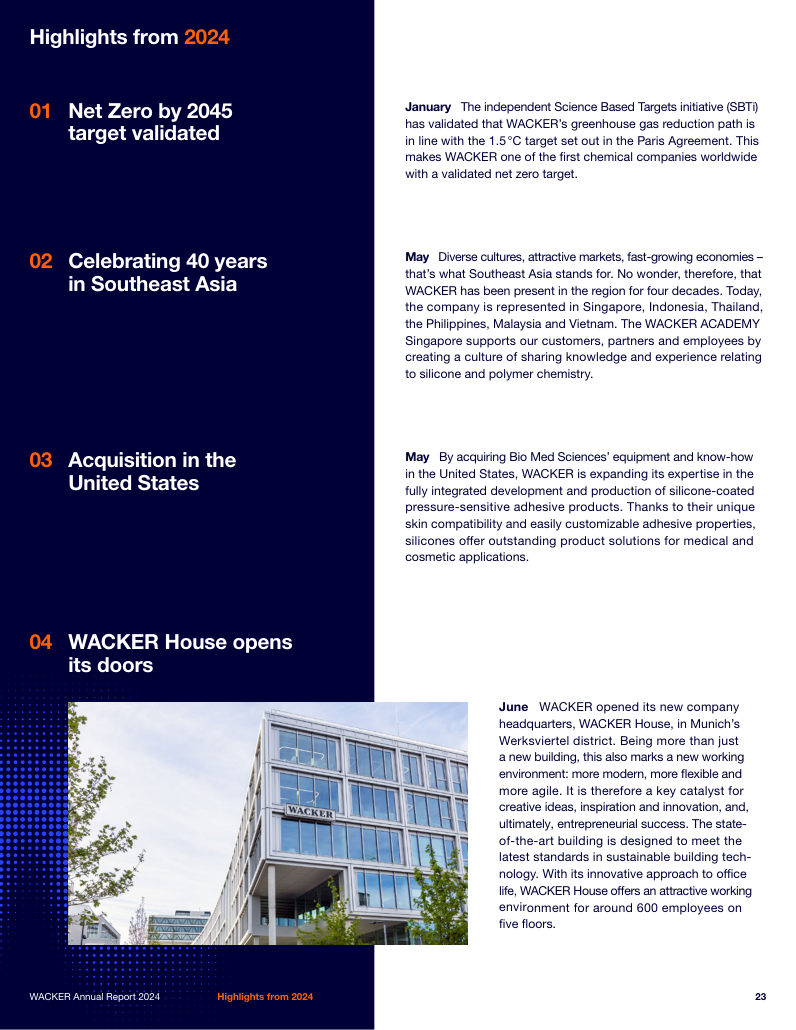 Highlights from 2024
01 Net Zero by 2045
target validated
January The independent Science Based Targets initiative (SBTi)
has validated that WACKER’s greenhouse gas reduction path is
in line with the 1.5 °C target set out in the Paris Agreement. This
makes WACKER one of the first chemical companies worldwide
with a validated net zero target.
02 Celebrating 40 years
in Southeast Asia
May Diverse cultures, attractive markets, fast-growing economies –
that’s what Southeast Asia stands for. No wonder, therefore, that
WACKER has been present in the region for four decades. Today,
the company is represented in Singapore, Indonesia, Thailand,
the Philippines, Malaysia and Vietnam. The WACKER ACADEMY
Singapore supports our customers, partners and employees by
creating a culture of sharing knowledge and experience relating
to silicone and polymer chemistry.
03 Acquisition in the
United States
May By acquiring Bio Med Sciences’ equipment and know-how
in the United States, WACKER is expanding its expertise in the
fully integrated development and production of silicone-coated
pressure-sensitive adhesive products. Thanks to their unique
skin compatibility and easily customizable adhesive properties,
silicones offer outstanding product solutions for medical and
cosmetic applications.
04 WACKER House opens
its doors
WACKER
June WACKER opened its new company
headquarters, WACKER House, in Munich’s
Werksviertel district. Being more than just
a new building, this also marks a new working
environment: more modern, more flexible and
more agile. It is therefore a key catalyst for
creative ideas, inspiration and innovation, and,
ultimately, entrepreneurial success. The state-
of-the-art building is designed to meet the
latest standards in sustainable building tech-
nology. With its innovative approach to office
life, WACKER House offers an attractive working
environment for around 600 employees on
five floors.
WACKER Annual Report 2024
Highlights from 2024
23